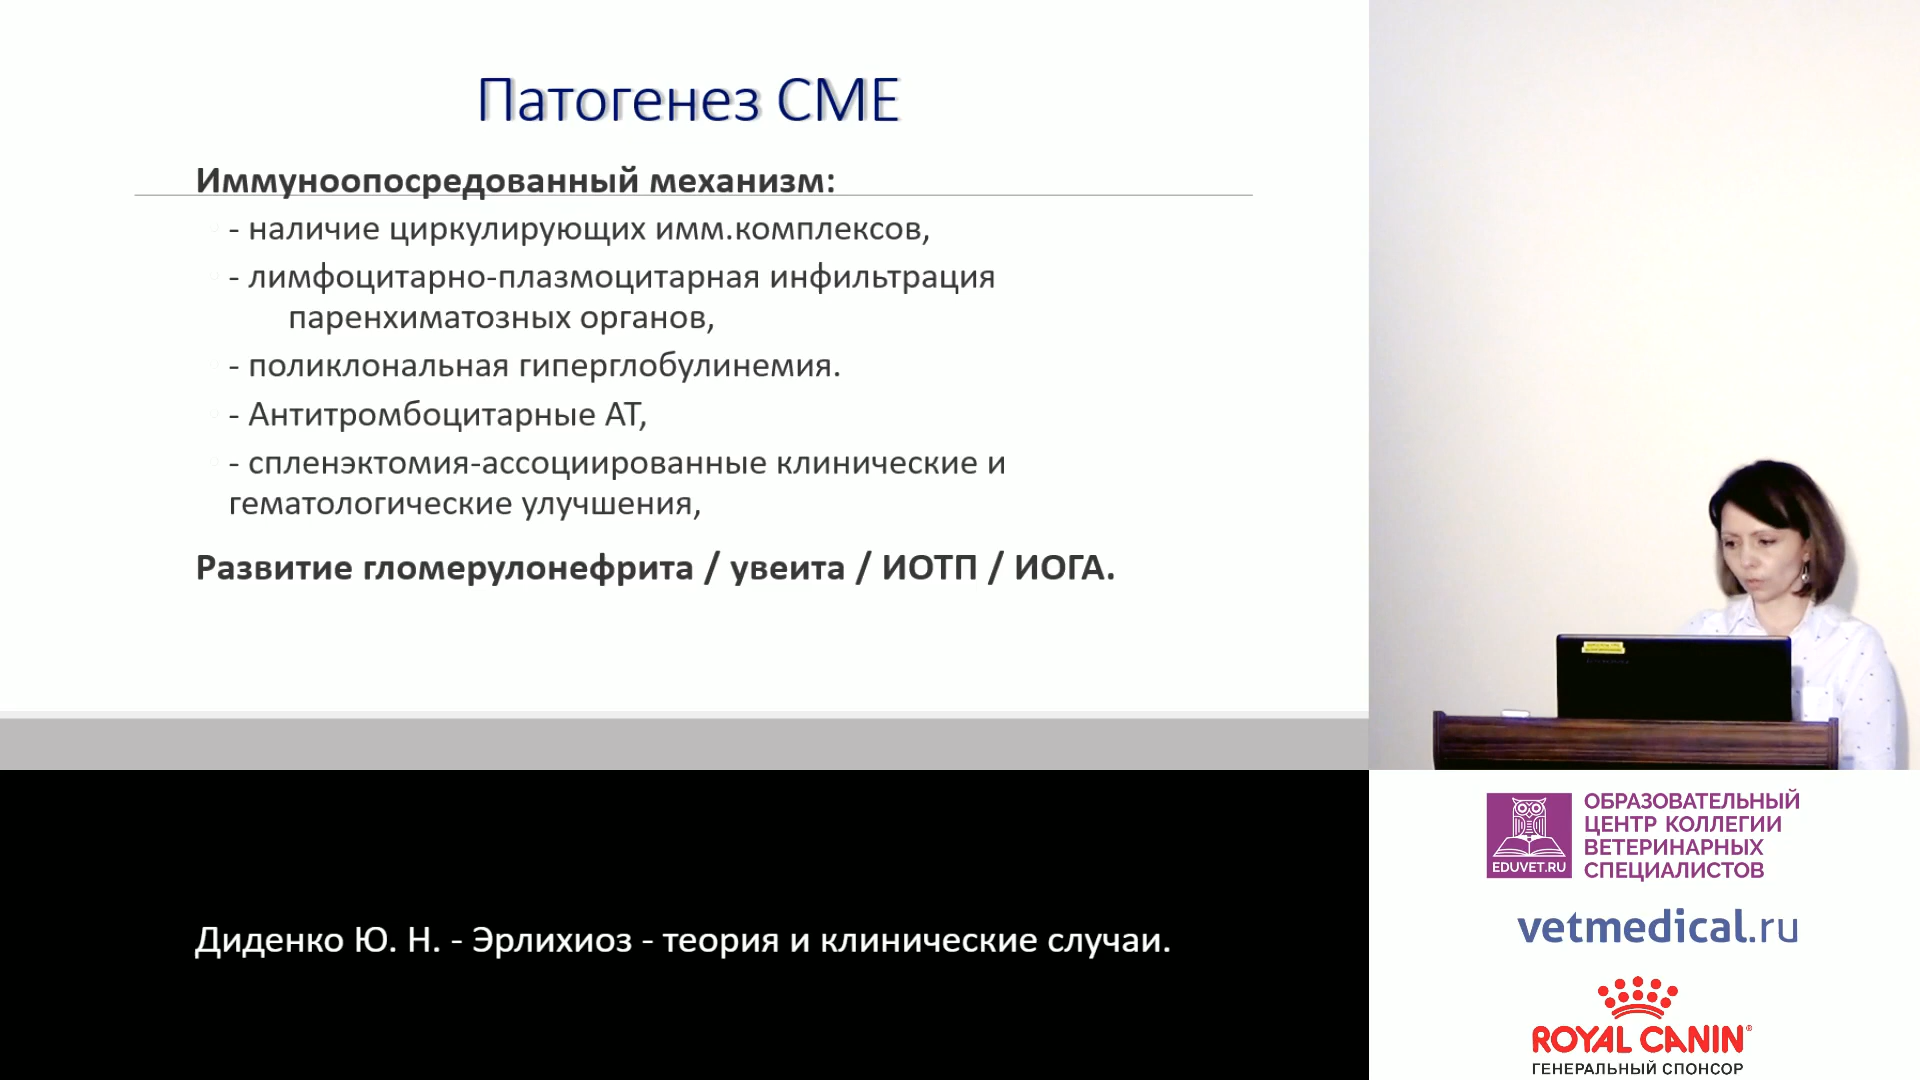 Патогенез СМЕ
Иммуноопосредованный механизм:
- наличие циркулирующих имм.комплексов,
- лимфоцитарно-плазмоцитарная инфильтрация
паренхиматозных органов,
- поликлональная гиперглобулинемия.
- Антитромбоцитарные АТ,
- спленэктомия-ассоциированные клинические и
гематологические улучшения,
Развитие гломерулонефрита / увеита / ИОТП / ИОГА.
Диденко Ю. Н. - Эрлихиоз - теория и клинические случаи.
EDUVET.RU
ОБРАЗОВАТЕЛЬНЫЙ
ЦЕНТР КОЛЛЕГИИ
ВЕТЕРИНАРНЫХ
СПЕЦИАЛИСТОВ
vetmedical.ru
ROYAL CANIN®
ГЕНЕРАЛЬНЫЙ СПОНСОР